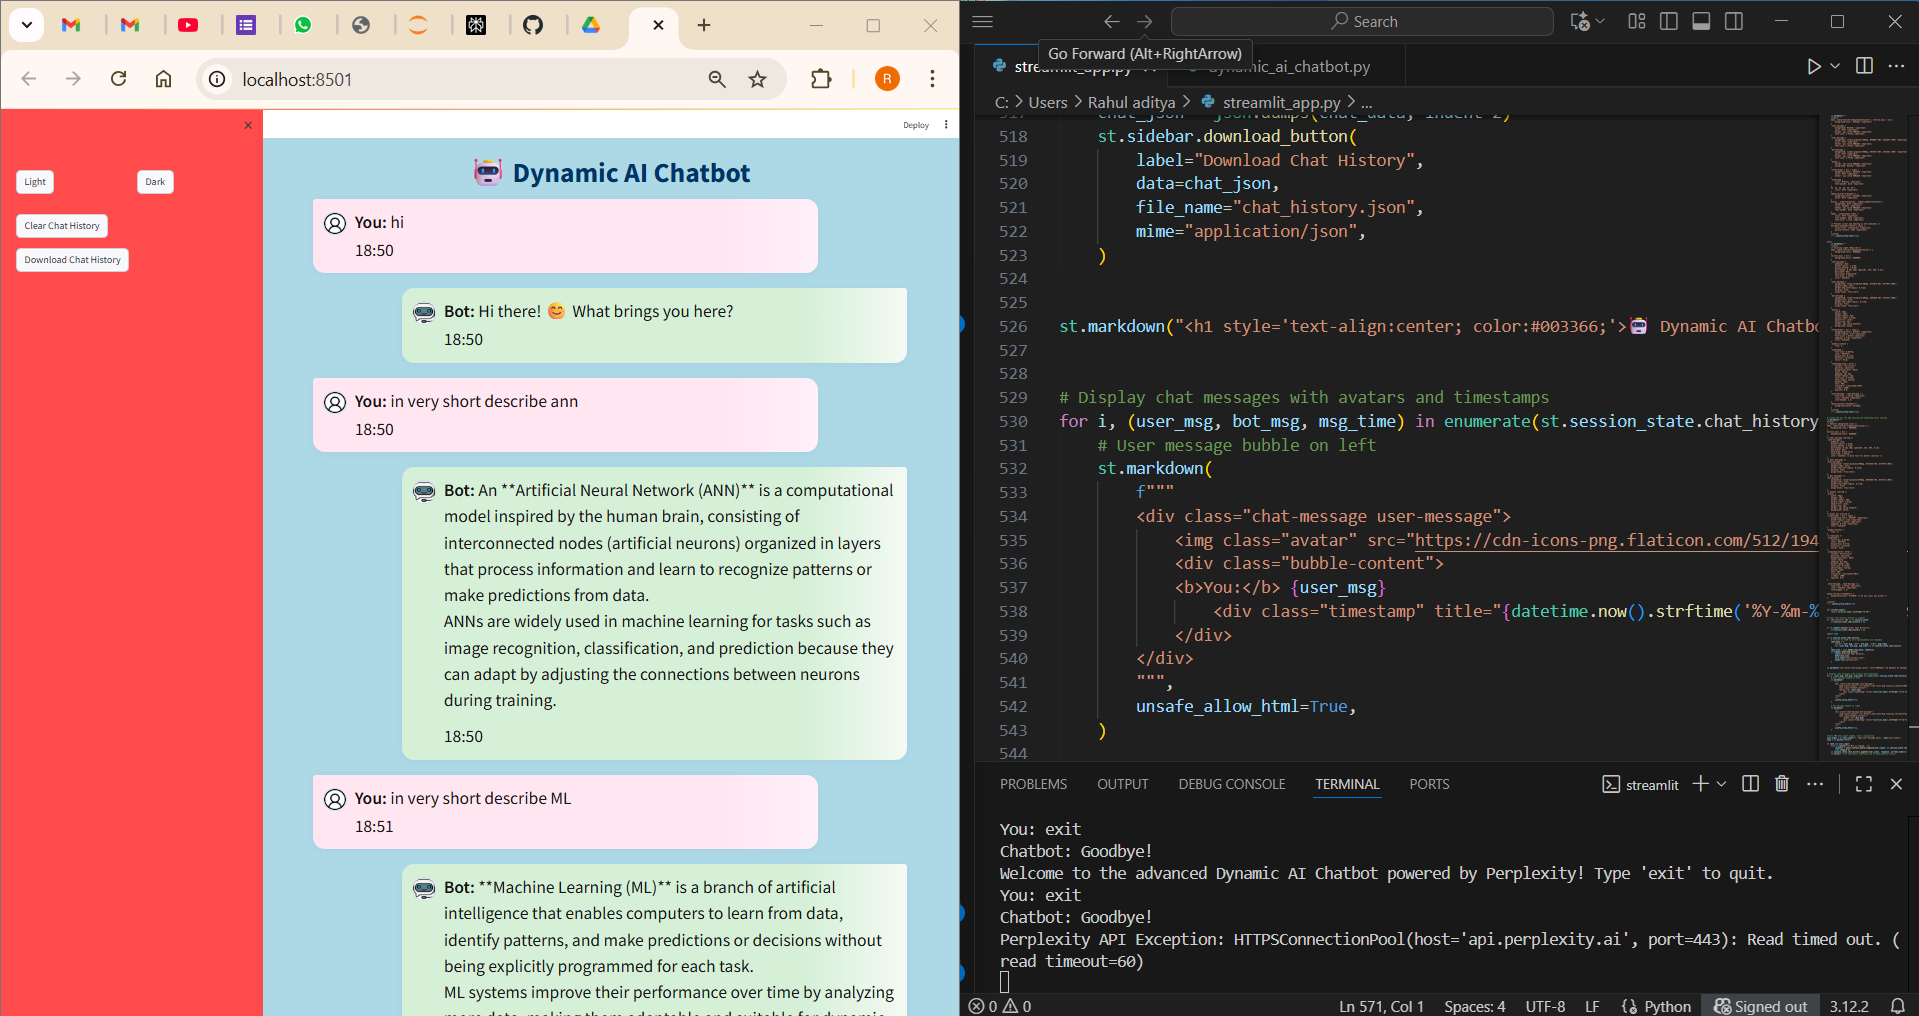 localhost:8501
R
Deploy
Light
Dark
Clear Chat History
Download Chat History
Dynamic AI Chatbot
You: hi
18:50
Bot: Hi there! 😊 What brings you here?
18:50
You: in very short describe ann
18:50
Bot: An **Artificial Neural Network (ANN)** is a computational
model inspired by the human brain, consisting of
interconnected nodes (artificial neurons) organized in layers
that process information and learn to recognize patterns or
make predictions from data.
ANNs are widely used in machine learning for tasks such as
image recognition, classification, and prediction because they
can adapt by adjusting the connections between neurons
during training.
18:50
You: in very short describe ML
18:51
Bot: **Machine Learning (ML)** is a branch of artificial
intelligence that enables computers to learn from data,
identify patterns, and make predictions or decisions without
being explicitly programmed for each task.
ML systems improve their performance over time by analyzing
Search
Go Forward (Alt+RightArrow)
streamlit_app.py
dynamic_ai_chatbot.py
C: > Users > Rahul aditya > streamlit_app.py > ...
518 st.sidebar.download_button(
519 label="Download Chat History",
520 data=chat_json,
521 file_name="chat_history.json",
522 mime="application/json",
523 )
524
525
526 st.markdown("<h1 style='text-align:center; color:#003366;'>🤖 Dynamic AI Chatbo
527
528
529 # Display chat messages with avatars and timestamps
530 for i, (user_msg, bot_msg, msg_time) in enumerate(st.session_state.chat_history
531 # User message bubble on left
532 st.markdown(
533 f"""
534 <div class="chat-message user-message">
535 <img class="avatar" src="https://cdn-icons-png.flaticon.com/512/194
536 <div class="bubble-content">
537 <b>You:</b> {user_msg}
538 <div class="timestamp" title="{datetime.now().strftime('%Y-%m-%
539 </div>
540 </div>
541 """,
542 unsafe_allow_html=True,
543 )
544
PROBLEMS OUTPUT DEBUG CONSOLE TERMINAL PORTS
streamlit
You: exit
Chatbot: Goodbye!
Welcome to the advanced Dynamic AI Chatbot powered by Perplexity! Type 'exit' to quit.
You: exit
Chatbot: Goodbye!
Perplexity API Exception: HTTPSConnectionPool(host='api.perplexity.ai', port=443): Read timed out. (
read timeout=60)
0 0 Ln 571, Col 1 Spaces: 4 UTF-8 LF {} Python Signed out 3.12.2